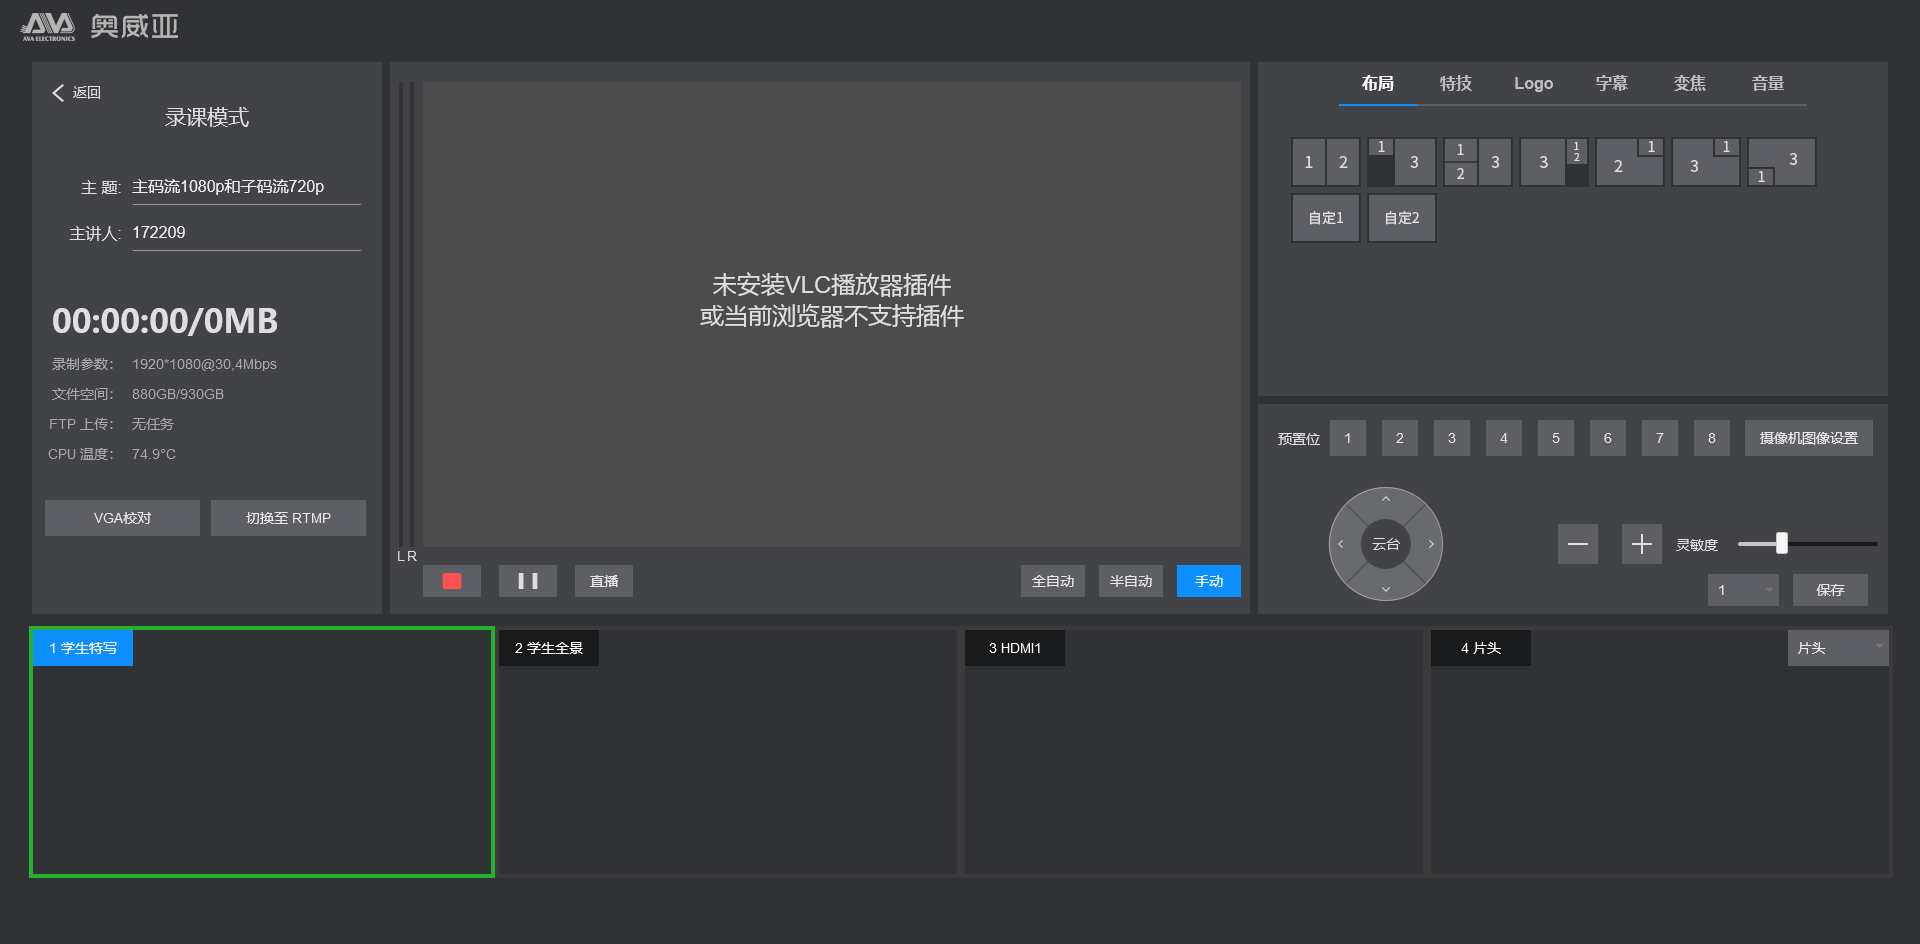 AVA ELECTRONICS 奥威亚
返回
录课模式
主 题: 主码流1080p和子码流720p
主讲人: 172209
00:00:00/0MB
录制参数: 1920*1080@30,4Mbps
文件空间: 880GB/930GB
FTP 上传: 无任务
CPU 温度: 74.9°C
VGA校对 切换至 RTMP
未安装VLC播放器插件
或当前浏览器不支持插件
L R
直播 全自动 半自动 手动
布局 特技 Logo 字幕 变焦 音量
1 2 1 3 1 2 3 3 1 2 2 1 3 1 1 3
自定1 自定2
预置位 1 2 3 4 5 6 7 8 摄像机图像设置
云台 灵敏度
1 保存
1 学生特写 2 学生全景 3 HDMI1 4 片头 片头